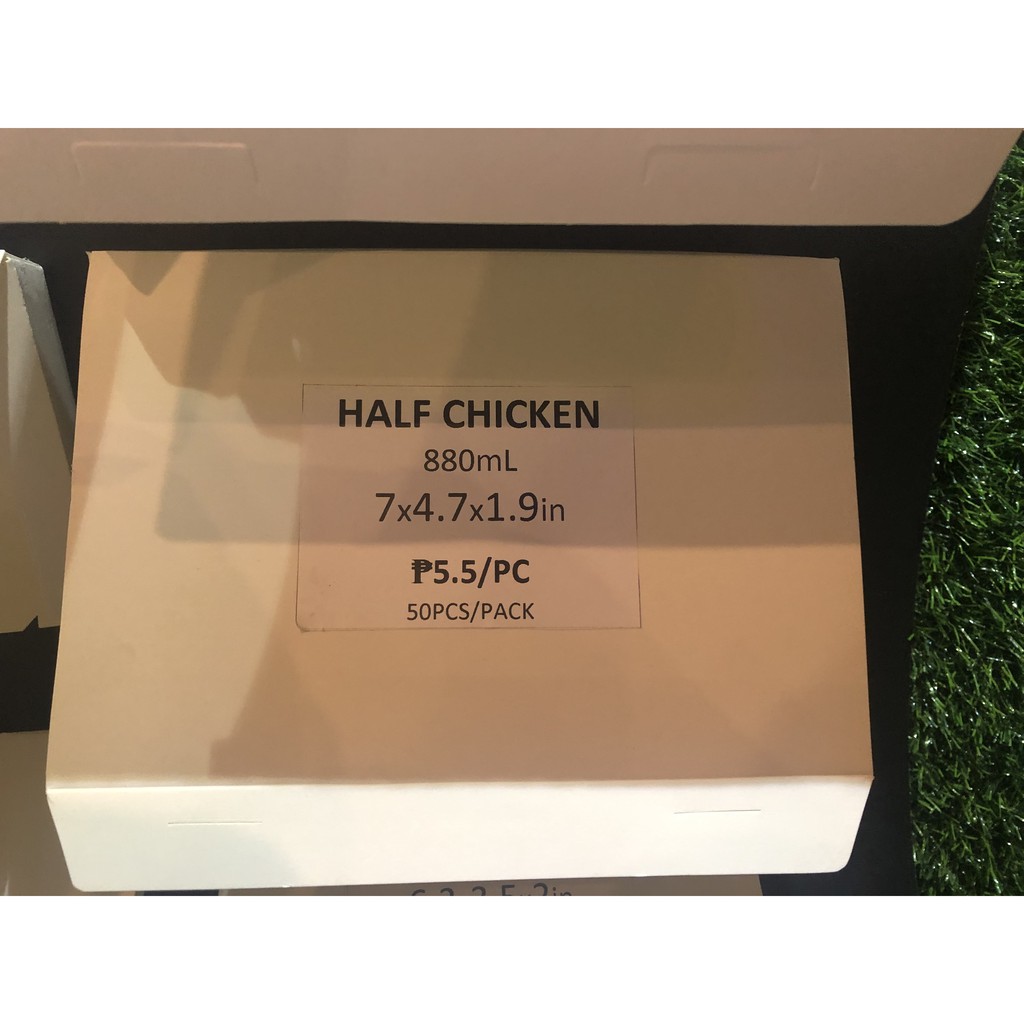 HALF CHICKEN
880mL
7x4.7x1.9in
₱5.5/PC
50PCS/PACK